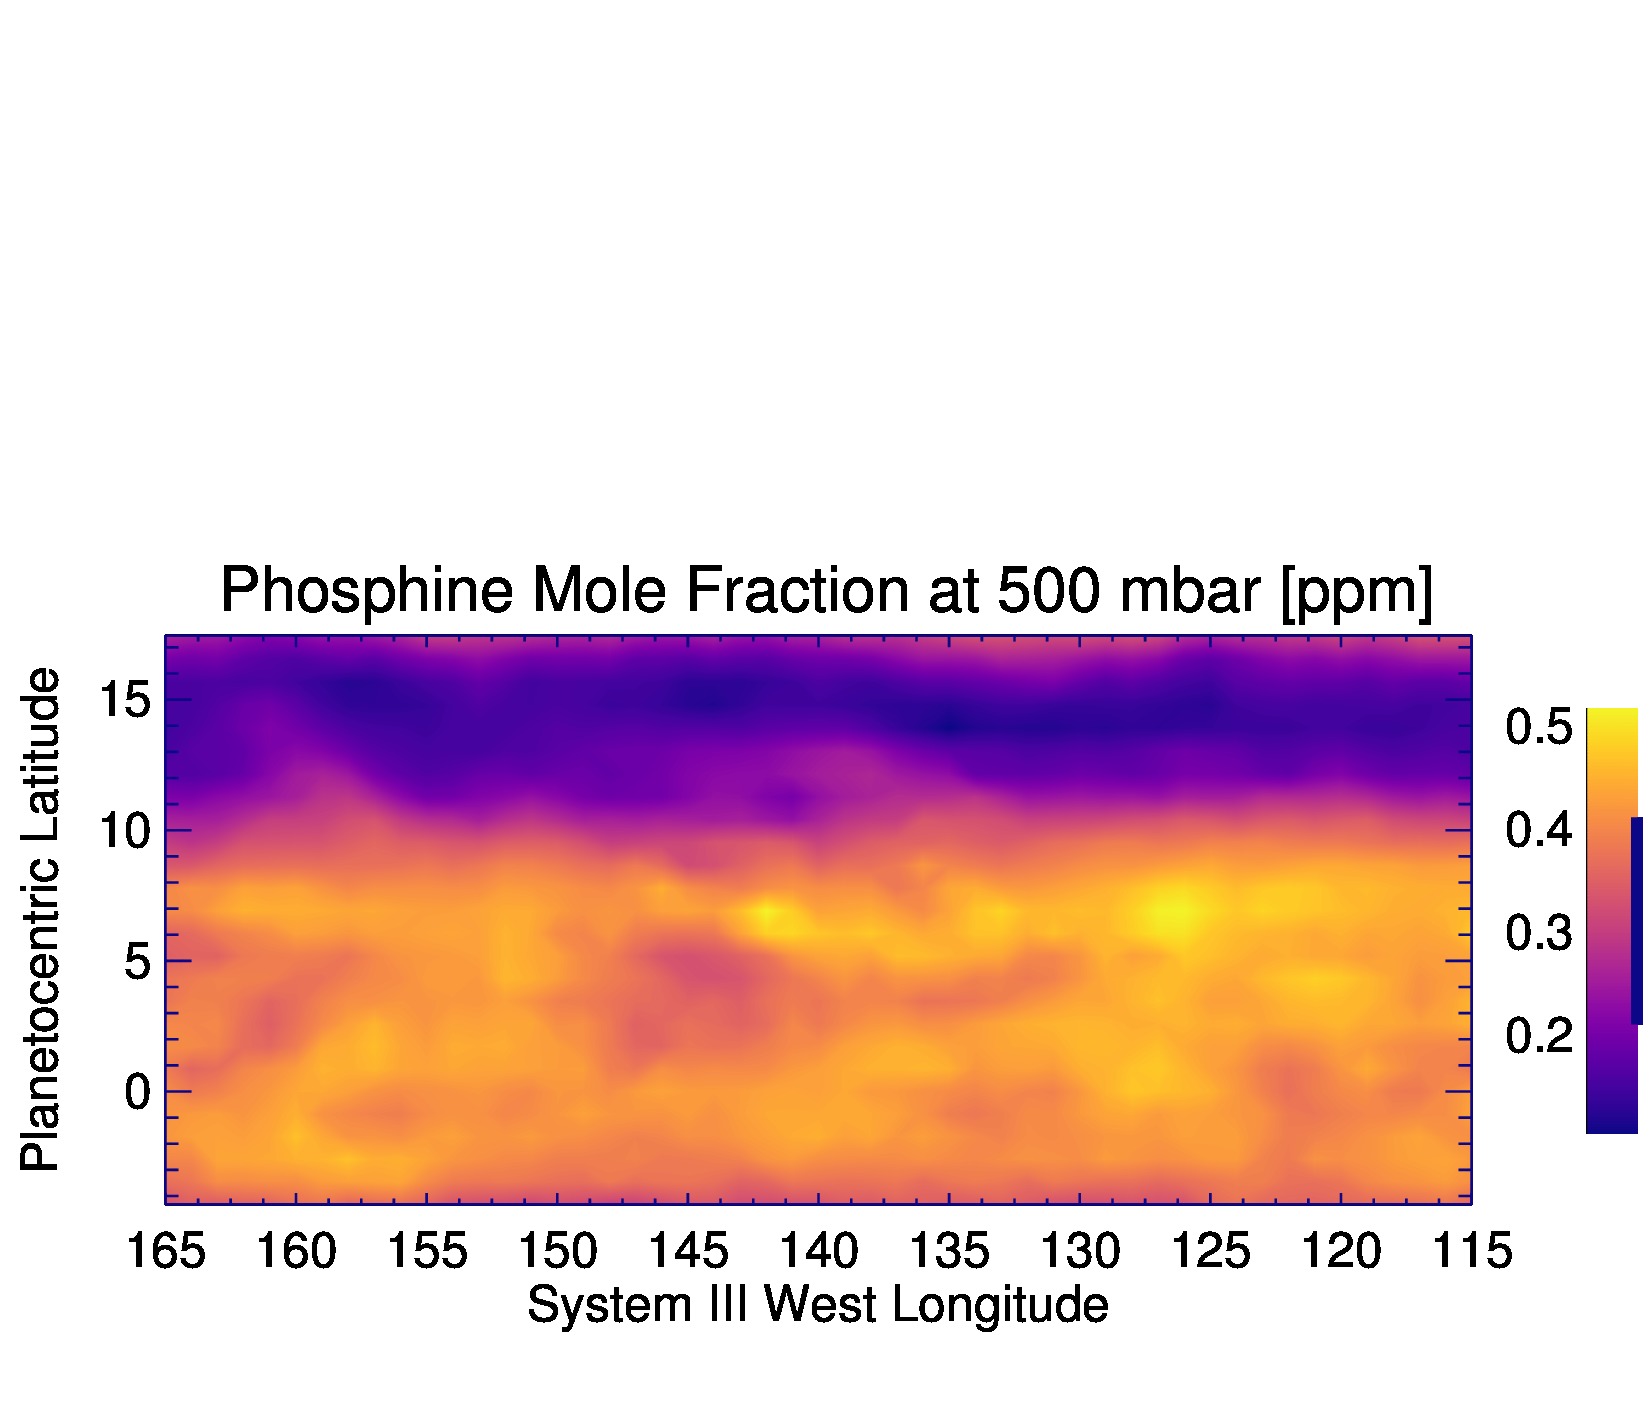 Phosphine Mole Fraction at 500 mbar [ppm]
Planetocentric Latitude
15
10
5
0
165 160 155 150 145 140 135 130 125 120 115
System III West Longitude
0.5
0.4
0.3
0.2